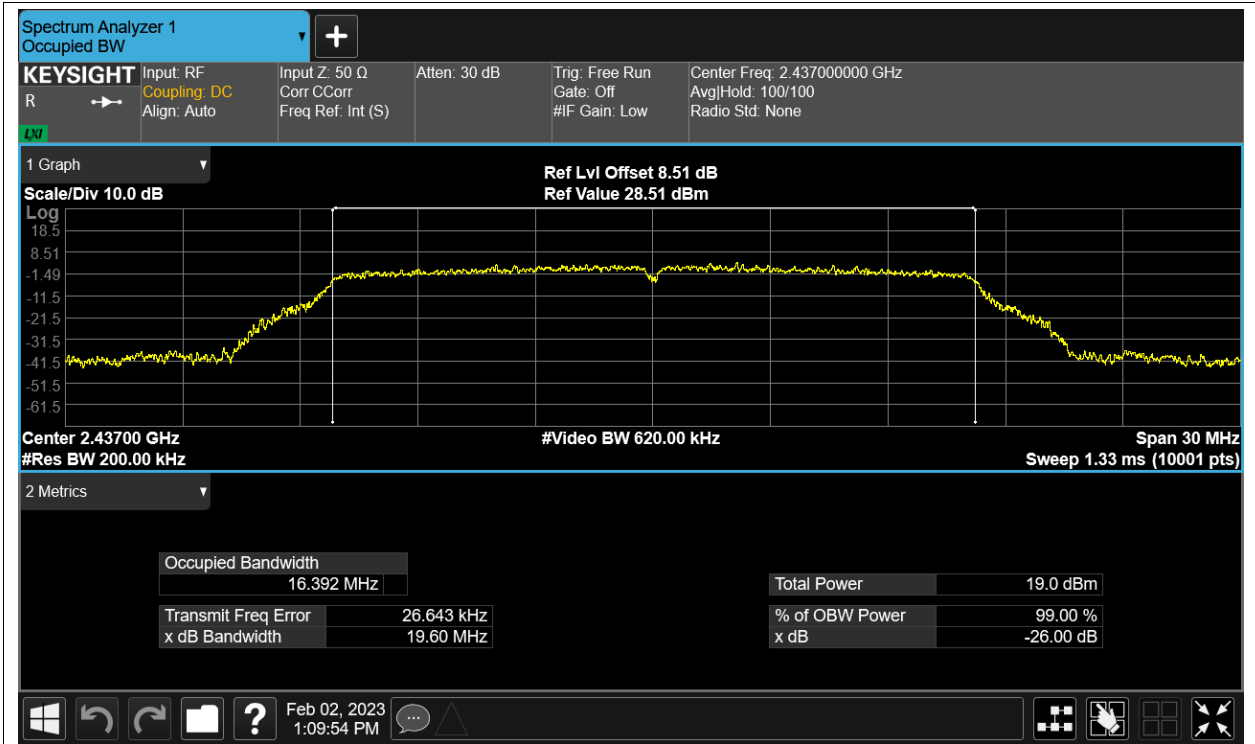 Spectrum Analyzer 1
Occupied BW
KEYSIGHT
R
LXI
Input: RF
Coupling: DC
Align: Auto
Input Z: 50 Ω
Corr CCorr
Freq Ref: Int (S)
Atten: 30 dB
Trig: Free Run
Gate: Off
#IF Gain: Low
Center Freq: 2.437000000 GHz
Avg|Hold: 100/100
Radio Std: None
1 Graph
Scale/Div 10.0 dB
Ref Lvl Offset 8.51 dB
Ref Value 28.51 dBm
Log
18.5
8.51
-1.49
-11.5
-21.5
-31.5
-41.5
-51.5
-61.5
Center 2.43700 GHz
#Video BW 620.00 kHz
Span 30 MHz
#Res BW 200.00 kHz
Sweep 1.33 ms (10001 pts)
2 Metrics
Occupied Bandwidth
16.392 MHz
Transmit Freq Error 26.643 kHz
x dB Bandwidth 19.60 MHz
Total Power 19.0 dBm
% of OBW Power 99.00 %
x dB -26.00 dB
?
Feb 02, 2023
1:09:54 PM